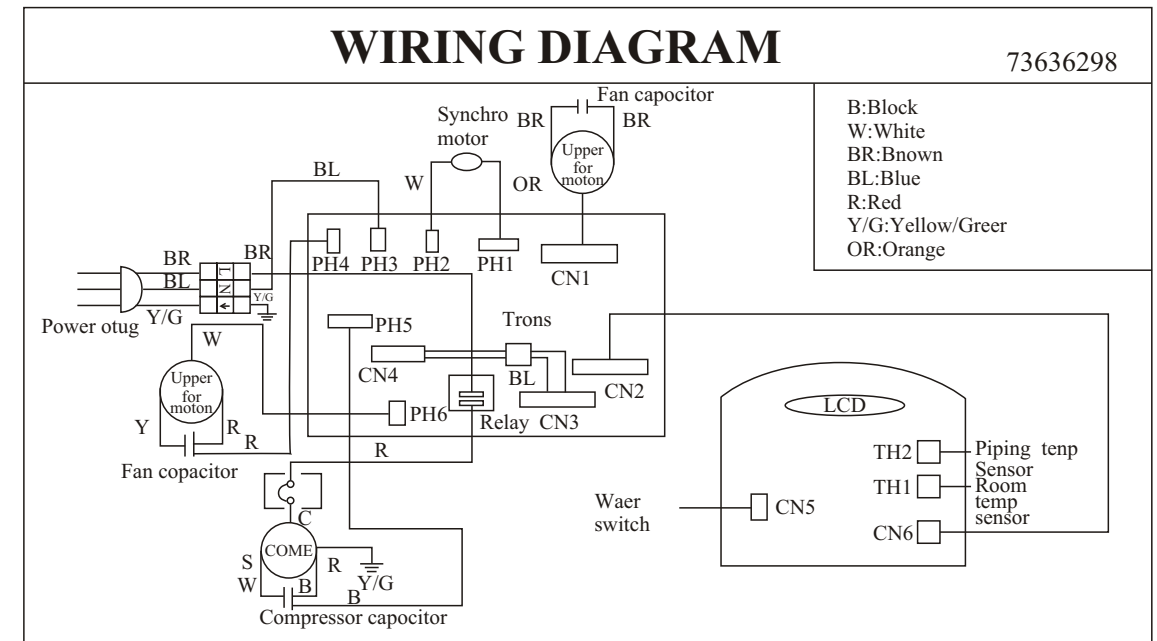 WIRING DIAGRAM
73636298
B:Block
W:White
BR:Bnown
BL:Blue
R:Red
Y/G:Yellow/Greer
OR:Orange
Fan capocitor
Synchro
motor
BR
BR
Upper
for
moton
BL
W
OR
PH4
PH3
PH2
PH1
CN1
BR
BR
L
BL
N
Y/G
Y/G
Power otug
W
PH5
Trons
CN4
BL
CN2
Upper
for
moton
PH6
Relay
CN3
Y
R
R
Fan copacitor
R
C
COME
S
R
W
B
Y/G
B
Compressor capocitor
LCD
TH2
Piping tenp
Sensor
TH1
Room
temp
sensor
Waer
switch
CN5
CN6